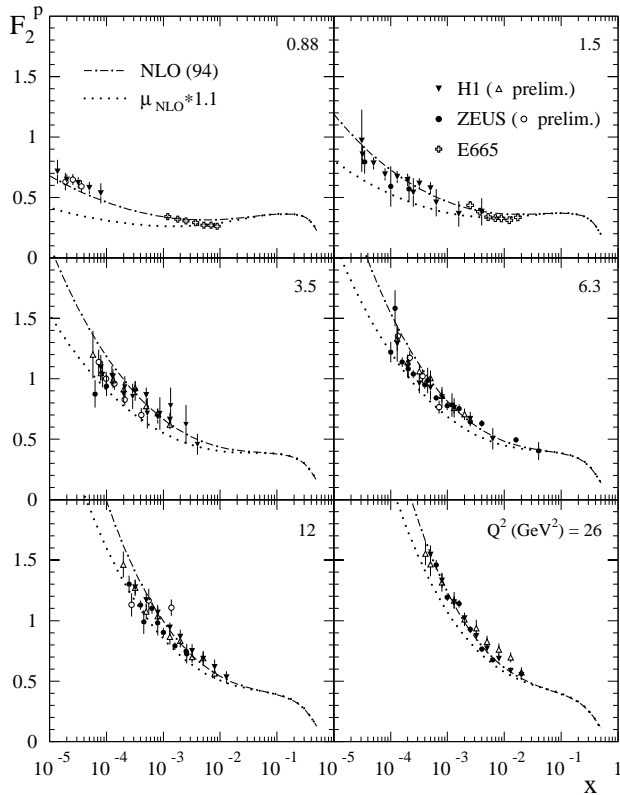 F₂ᵖ
0.88
1.5
2
NLO (94)
μ NLO*1.1
H1 (△ prelim.)
ZEUS (○ prelim.)
E665
1.5
1
0.5
0
3.5
6.3
1.5
1
0.5
0
12
Q² (GeV²) = 26
1.5
1
0.5
0
10⁻⁵ 10⁻⁴ 10⁻³ 10⁻² 10⁻¹ 10⁻⁴ 10⁻³ 10⁻² 10⁻¹ 1
x